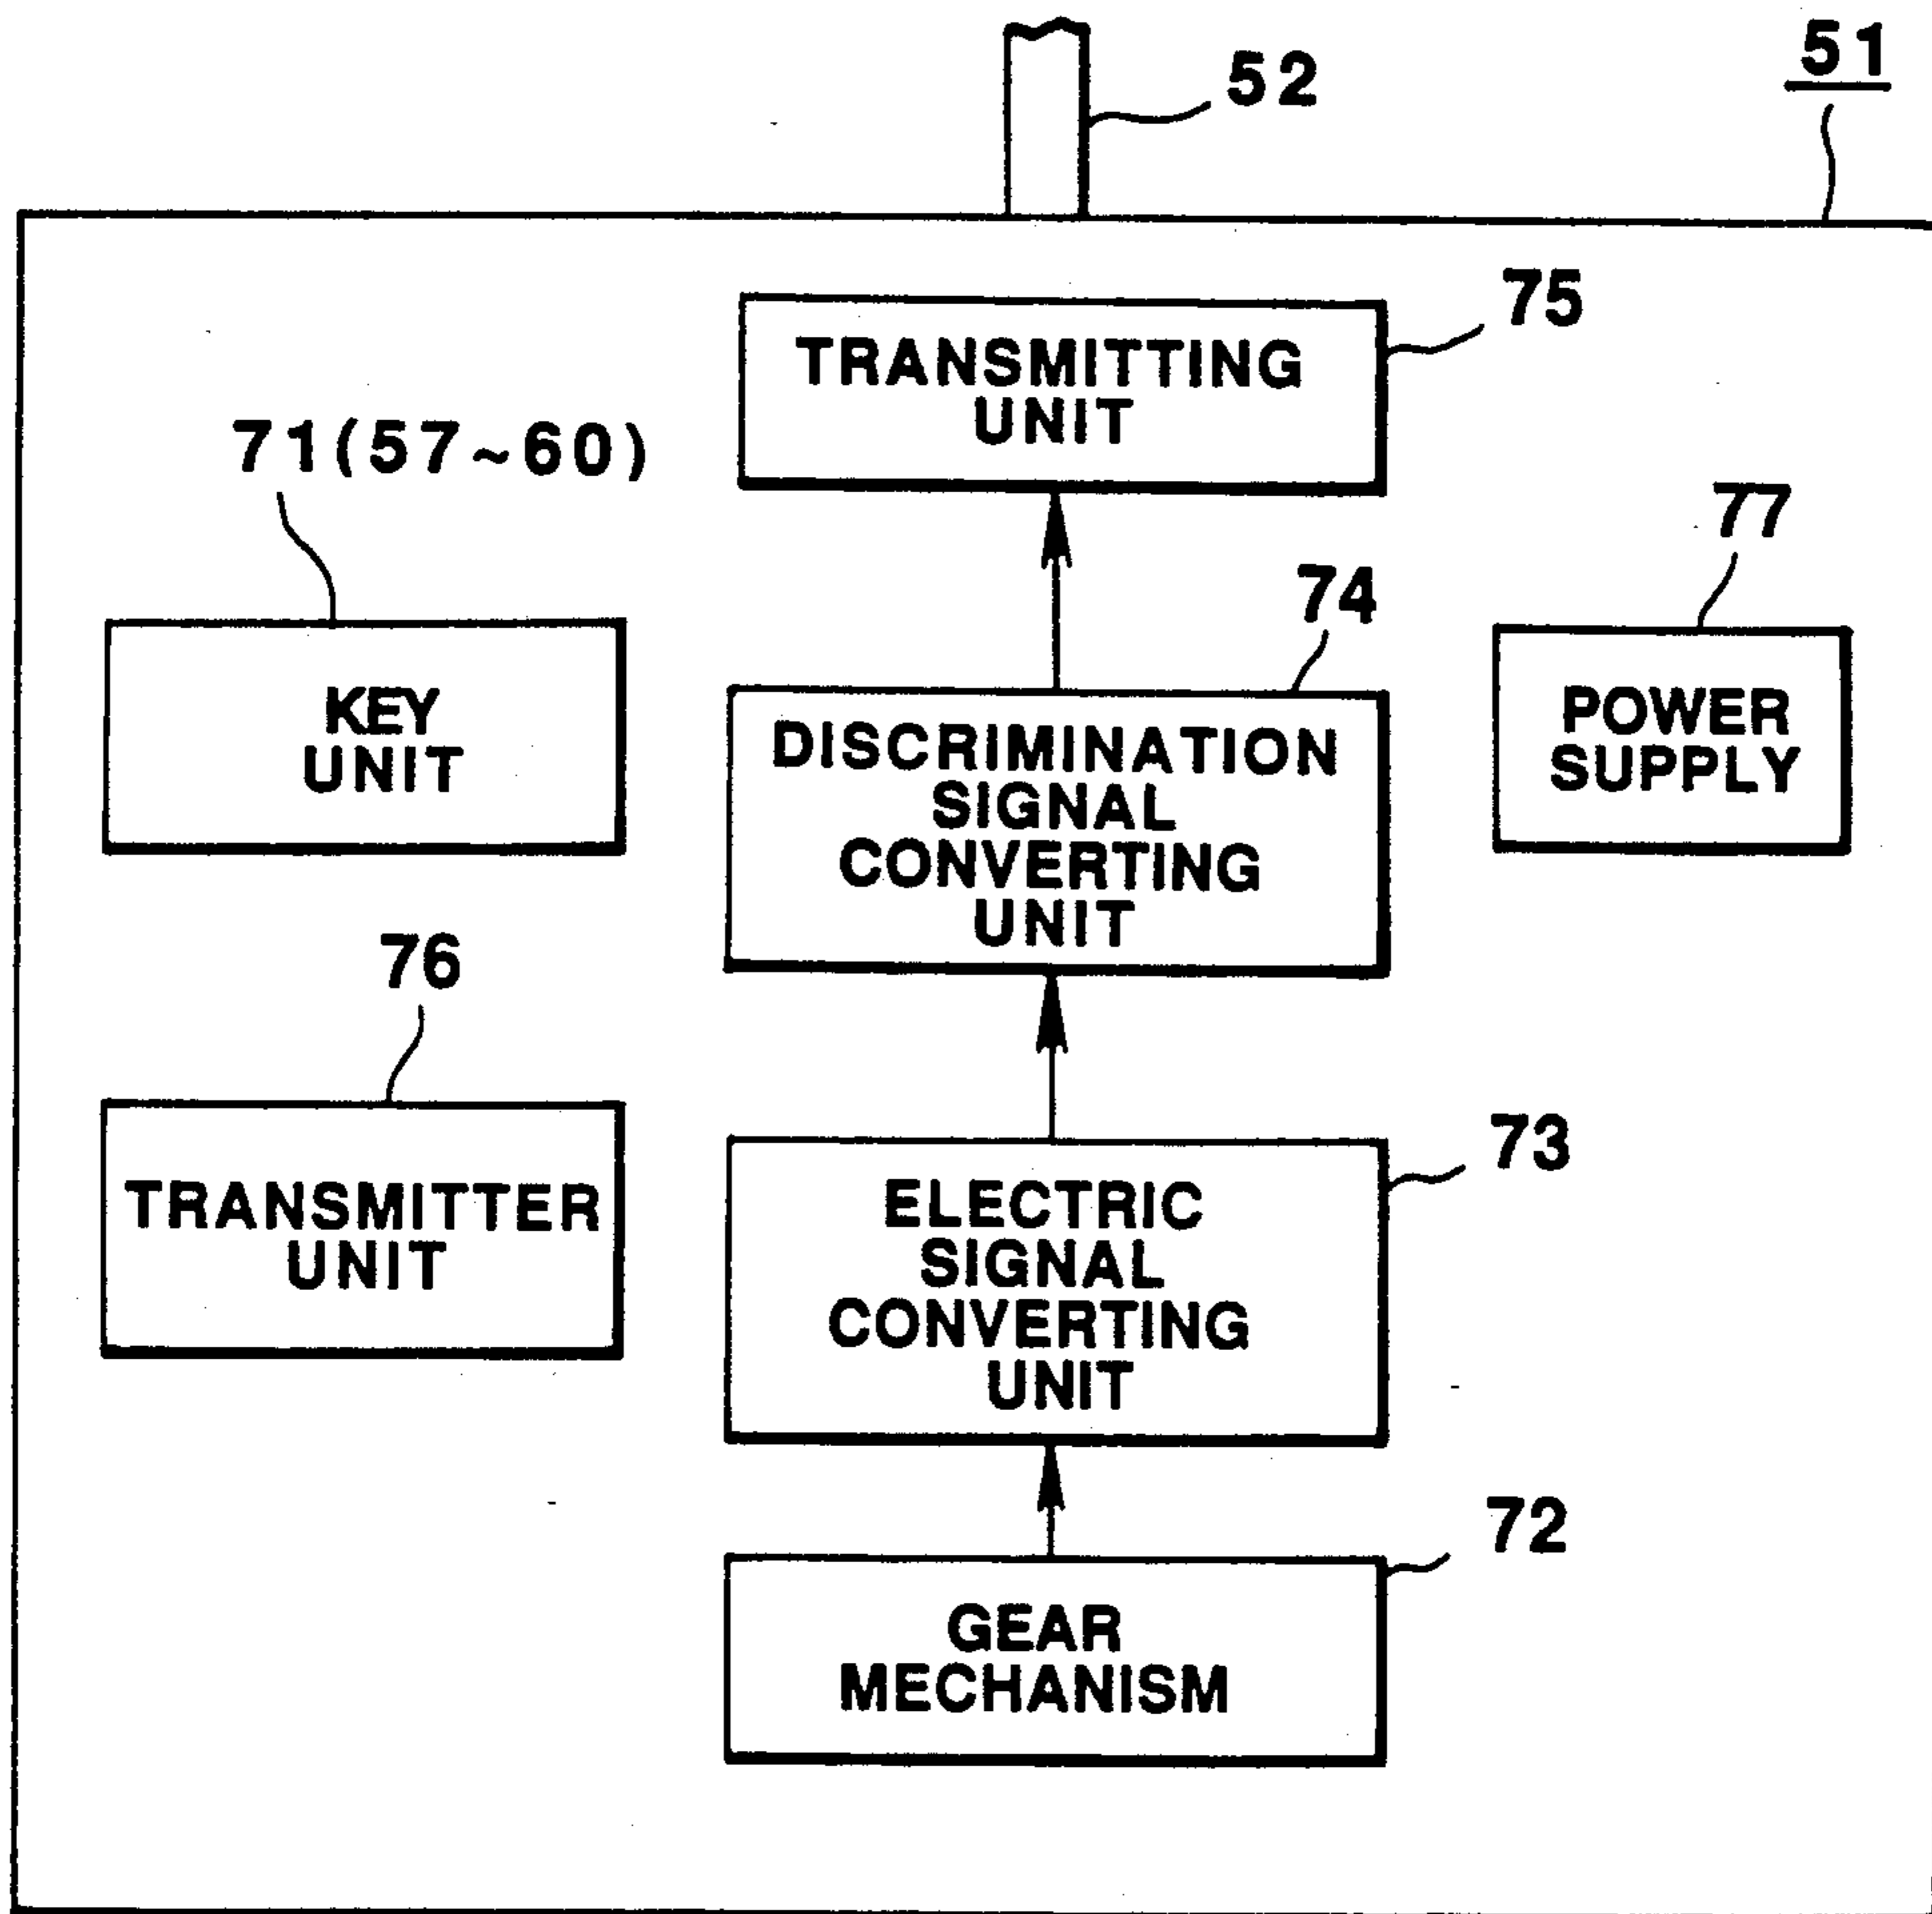 51
52
75
TRANSMITTING
UNIT
71(57~60)
77
74
KEY
UNIT
POWER
SUPPLY
DISCRIMINATION
SIGNAL
CONVERTING
UNIT
76
TRANSMITTER
UNIT
73
ELECTRIC
SIGNAL
CONVERTING
UNIT
72
GEAR
MECHANISM